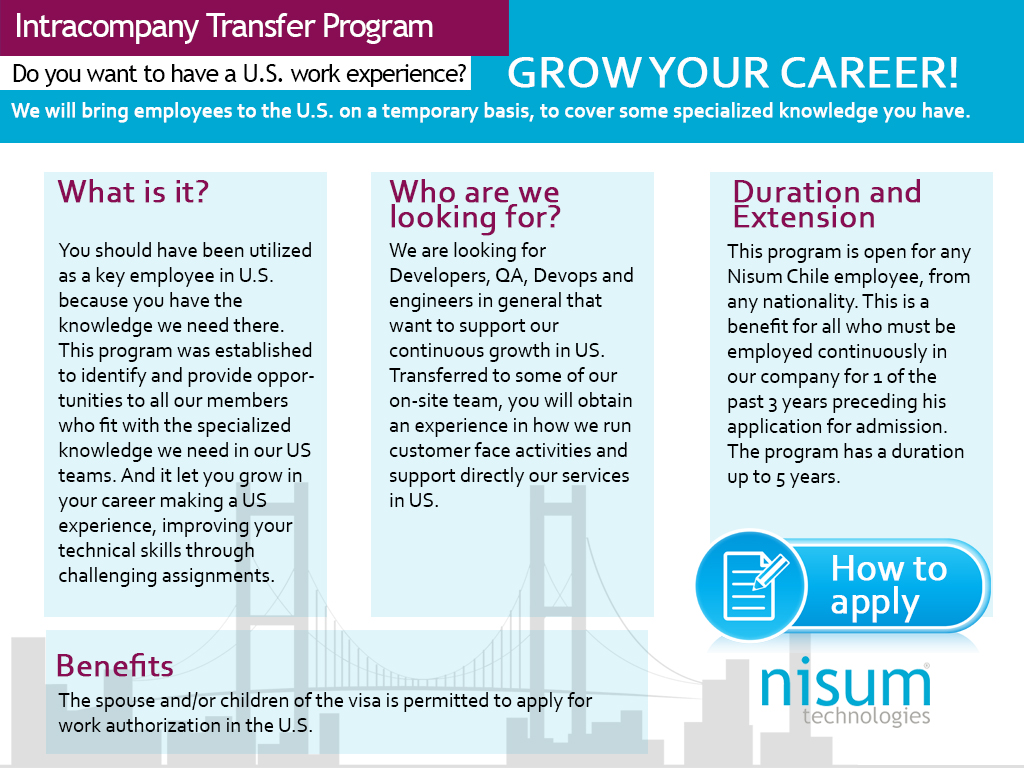 Intracompany Transfer Program
Do you want to have a U.S. work experience?
GROW YOUR CAREER!
We will bring employees to the U.S. on a temporary basis, to cover some specialized knowledge you have.
What is it?
You should have been utilized
as a key employee in U.S.
because you have the
knowledge we need there.
This program was established
to identify and provide oppor-
tunities to all our members
who fit with the specialized
knowledge we need in our US
teams. And it let you grow in
your career making a US
experience, improving your
technical skills through
challenging assignments.
Who are we
looking for?
We are looking for
Developers, QA, Devops and
engineers in general that
want to support our
continuous growth in US.
Transferred to some of our
on-site team, you will obtain
an experience in how we run
customer face activities and
support directly our services
in US.
Duration and
Extension
This program is open for any
Nisum Chile employee, from
any nationality. This is a
benefit for all who must be
employed continuously in
our company for 1 of the
past 3 years preceding his
application for admission.
The program has a duration
up to 5 years.
How to
apply
Benefits
The spouse and/or children of the visa is permitted to apply for
work authorization in the U.S.
nisum®
technologies